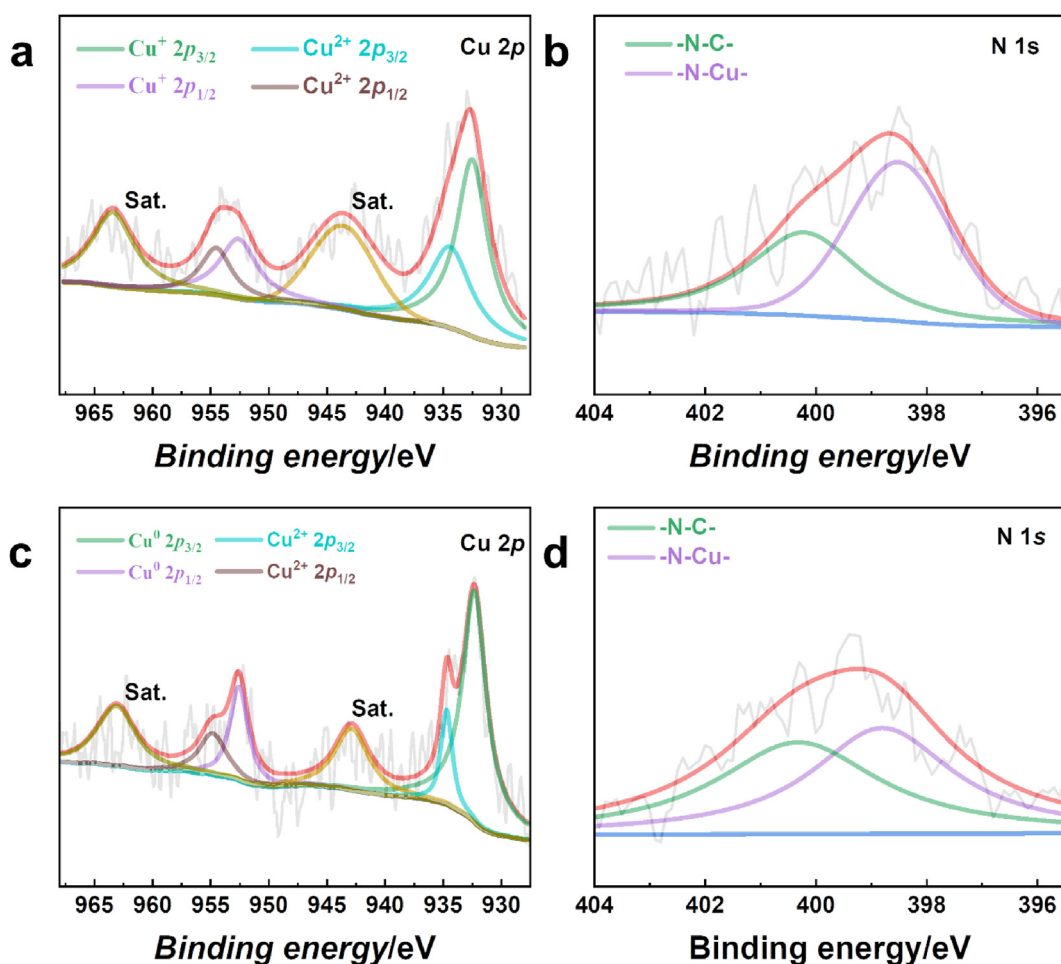 a
Cu⁺ 2p₃/₂
Cu²⁺ 2p₃/₂
Cu 2p
Cu⁺ 2p₁/₂
Cu²⁺ 2p₁/₂
Sat.
Sat.
965 960 955 950 945 940 935 930
Binding energy/eV
b
-N-C-
N 1s
-N-Cu-
404 402 400 398 396
Binding energy/eV
c
Cu⁰ 2p₃/₂
Cu²⁺ 2p₃/₂
Cu 2p
Cu⁰ 2p₁/₂
Cu²⁺ 2p₁/₂
Sat.
Sat.
965 960 955 950 945 940 935 930
Binding energy/eV
d
-N-C-
N 1s
-N-Cu-
404 402 400 398 396
Binding energy/eV